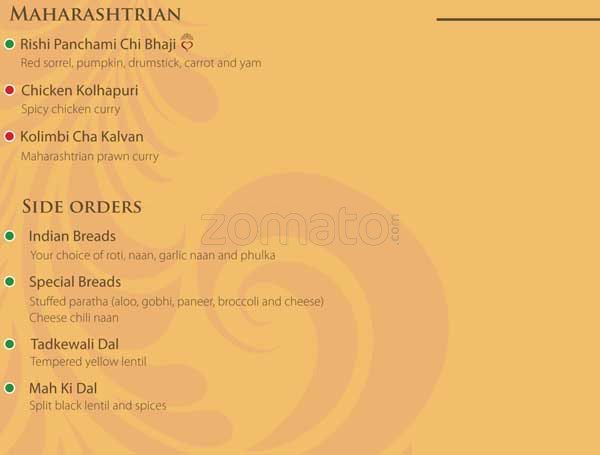 MAHARASHTRIAN
Rishi Panchami Chi Bhaji
Red sorrel, pumpkin, drumstick, carrot and yam
Chicken Kolhapuri
Spicy chicken curry
Kolimbi Cha Kalvan
Maharashtrian prawn curry
SIDE ORDERS
zomato.com
Indian Breads
Your choice of roti, naan, garlic naan and phulka
Special Breads
Stuffed paratha (aloo, gobhi, paneer, broccoli and cheese)
Cheese chili naan
Tadkewali Dal
Tempered yellow lentil
Mah Ki Dal
Split black lentil and spices